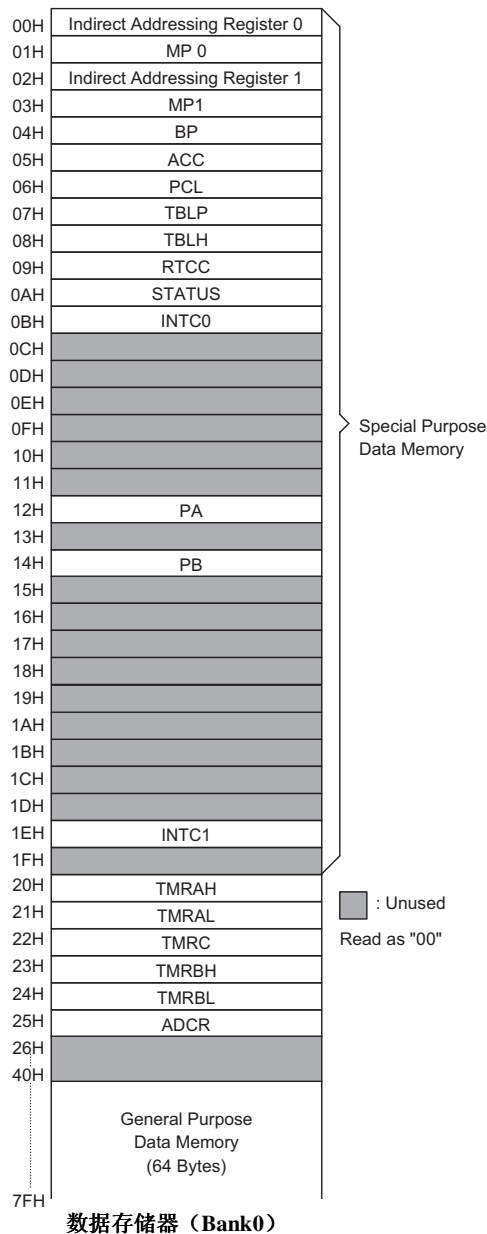 00H Indirect Addressing Register 0
01H MP 0
02H Indirect Addressing Register 1
03H MP1
04H BP
05H ACC
06H PCL
07H TBLP
08H TBLH
09H RTCC
0AH STATUS
0BH INTC0
0CH
0DH
0EH
0FH
Special Purpose
Data Memory
10H
11H
12H PA
13H
14H PB
15H
16H
17H
18H
19H
1AH
1BH
1CH
1DH
1EH INTC1
1FH
20H TMRAH
21H TMRAL
: Unused
22H TMRC
Read as "00"
23H TMRBH
24H TMRBL
25H ADCR
26H
40H
General Purpose
Data Memory
(64 Bytes)
7FH
数据存储器（Bank0）